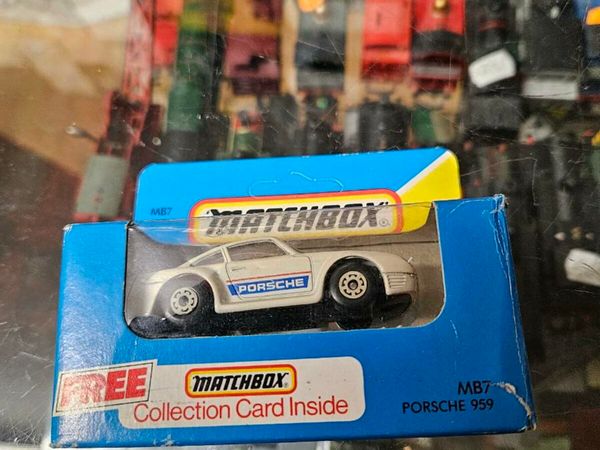 MB7
MATCHBOX®
PORSCHE
FREE
MATCHBOX®
Collection Card Inside
MB7
PORSCHE 959